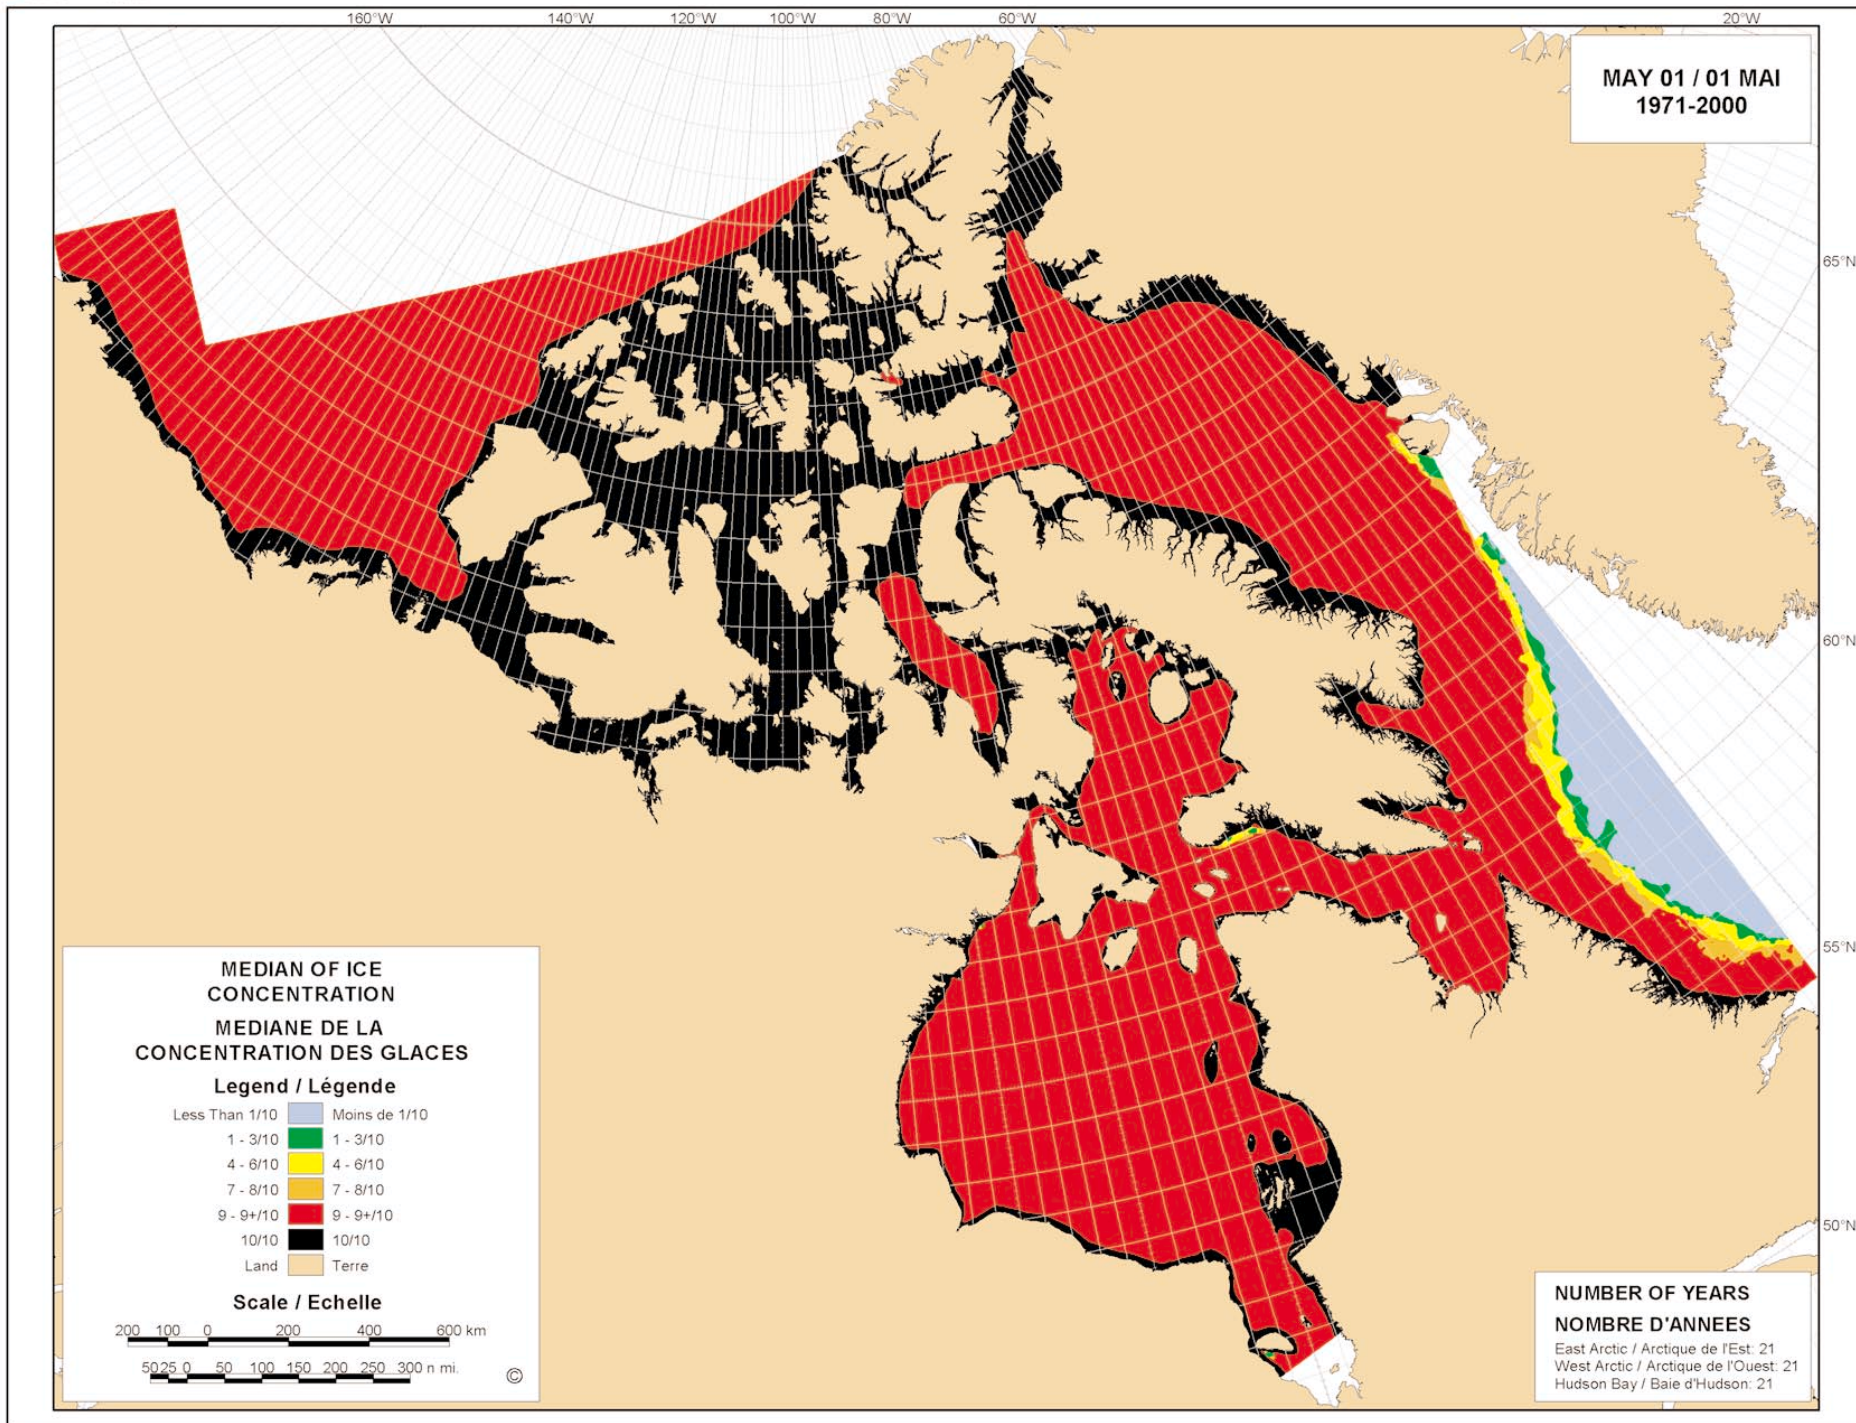 160°W 140°W 120°W 100°W 80°W 60°W 20°W
MAY 01 / 01 MAI
1971-2000
65°N
60°N
55°N
50°N
MEDIAN OF ICE
CONCENTRATION
MEDIANE DE LA
CONCENTRATION DES GLACES
Legend / Légende
Less Than 1/10 Moins de 1/10
1 - 3/10 1 - 3/10
4 - 6/10 4 - 6/10
7 - 8/10 7 - 8/10
9 - 9+/10 9 - 9+/10
10/10 10/10
Land Terre
Scale / Echelle
200 100 0 200 400 600 km
50 25 0 50 100 150 200 250 300 n mi.
©
NUMBER OF YEARS
NOMBRE D'ANNEES
East Arctic / Arctique de l'Est: 21
West Arctic / Arctique de l'Ouest: 21
Hudson Bay / Baie d'Hudson: 21